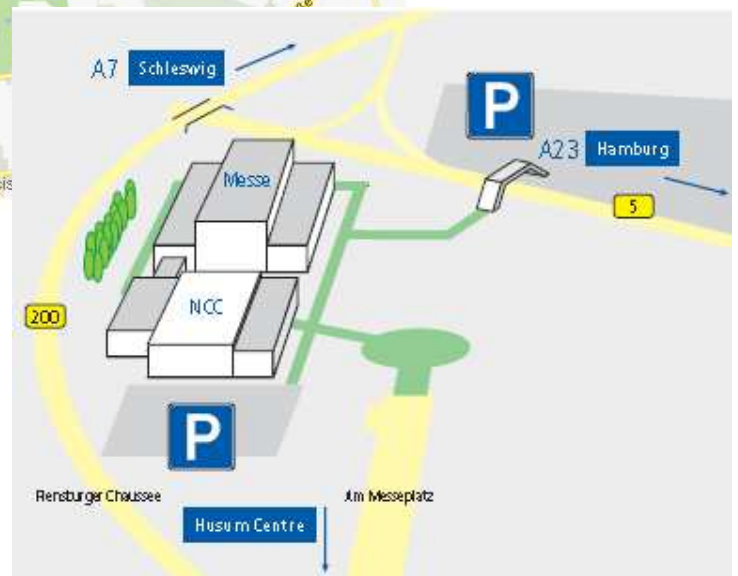 A7 Schleswig
P
A23 Hamburg
5
Messe
NCC
200
P
Flensburger Chaussee
Am Messeplatz
Husum Centre